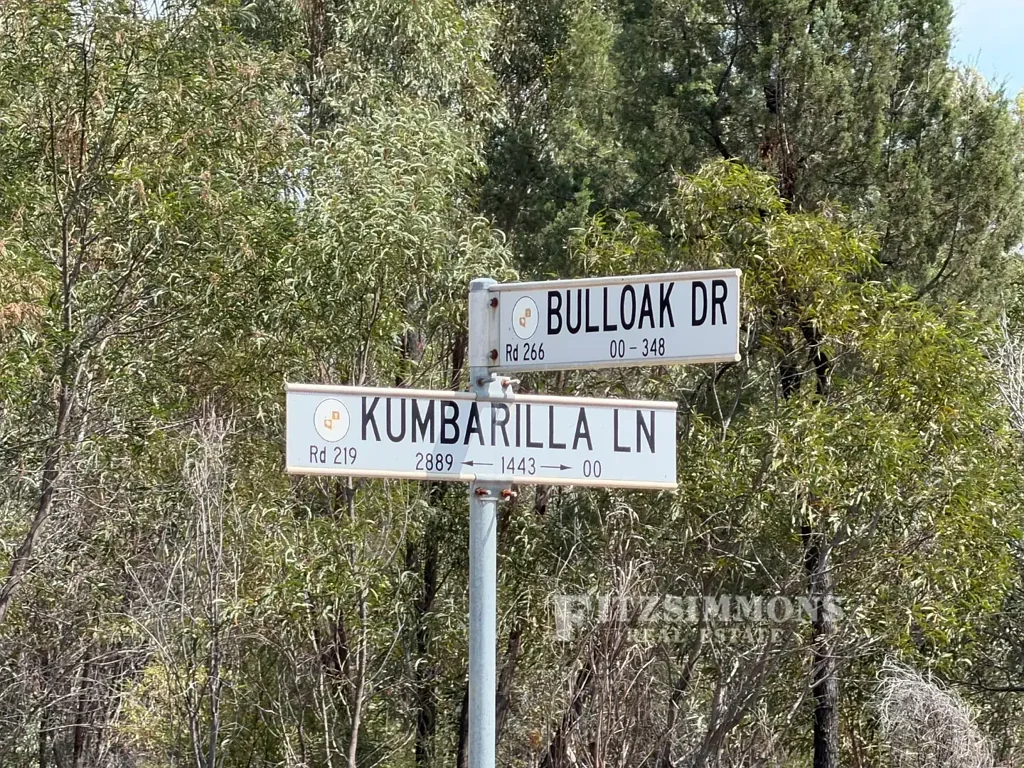 BULLOAK DR
Rd 266 00 - 348
KUMBARILLA LN
Rd 219 2889 ← 1443 → 00
FITZSIMMONS
REAL ESTATE